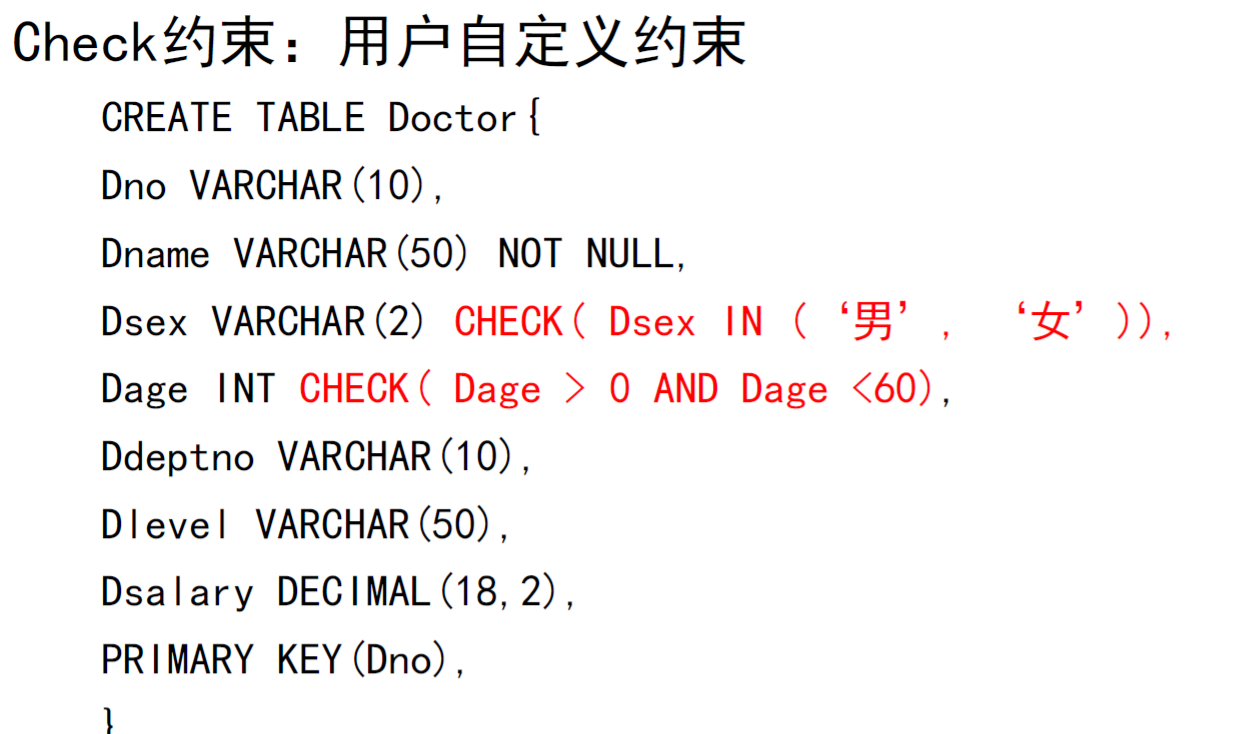 Check约束：用户自定义约束
CREATE TABLE Doctor{
Dno VARCHAR(10),
Dname VARCHAR(50) NOT NULL,
Dsex VARCHAR(2) CHECK( Dsex IN (‘男’, ‘女’)),
Dage INT CHECK( Dage > 0 AND Dage <60),
Ddeptno VARCHAR(10),
Dlevel VARCHAR(50),
Dsalary DECIMAL(18,2),
PRIMARY KEY(Dno),
}